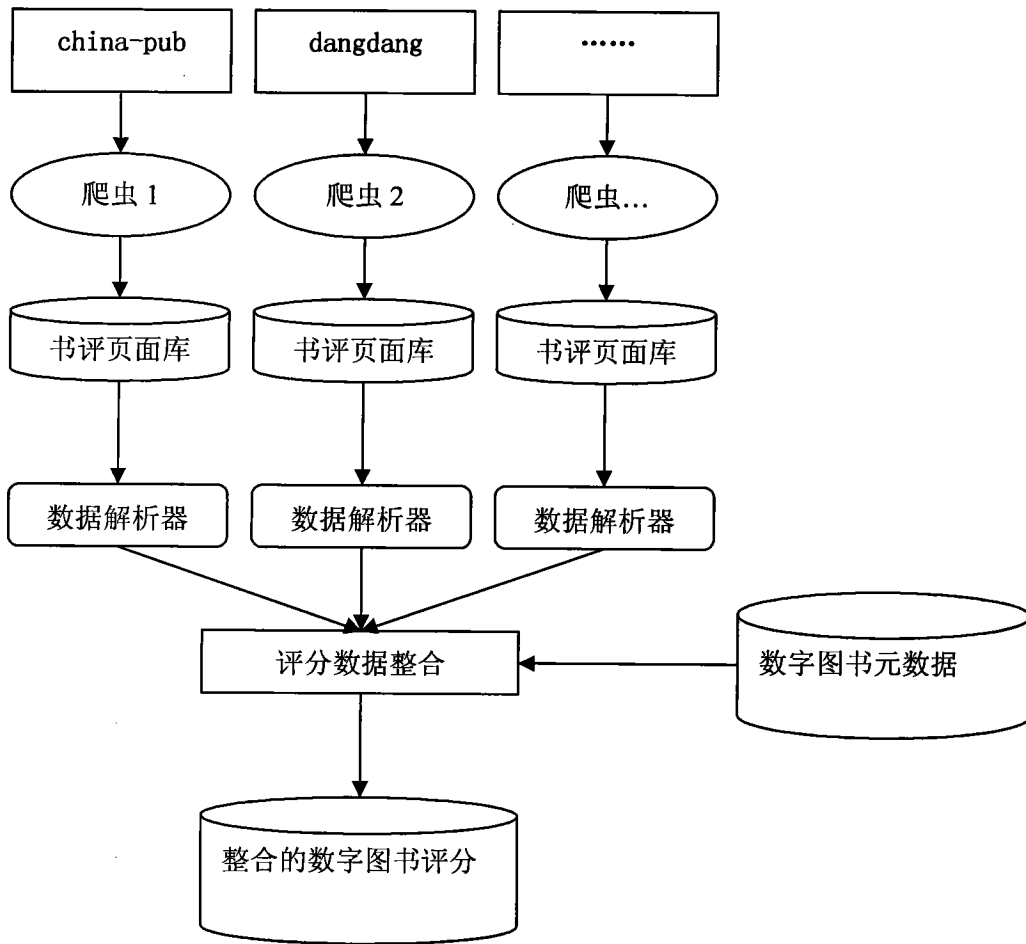 china-pub
dangdang
……
爬虫 1
爬虫 2
爬虫…
书评页面库
书评页面库
书评页面库
数据解析器
数据解析器
数据解析器
评分数据整合
数字图书元数据
整合的数字图书评分